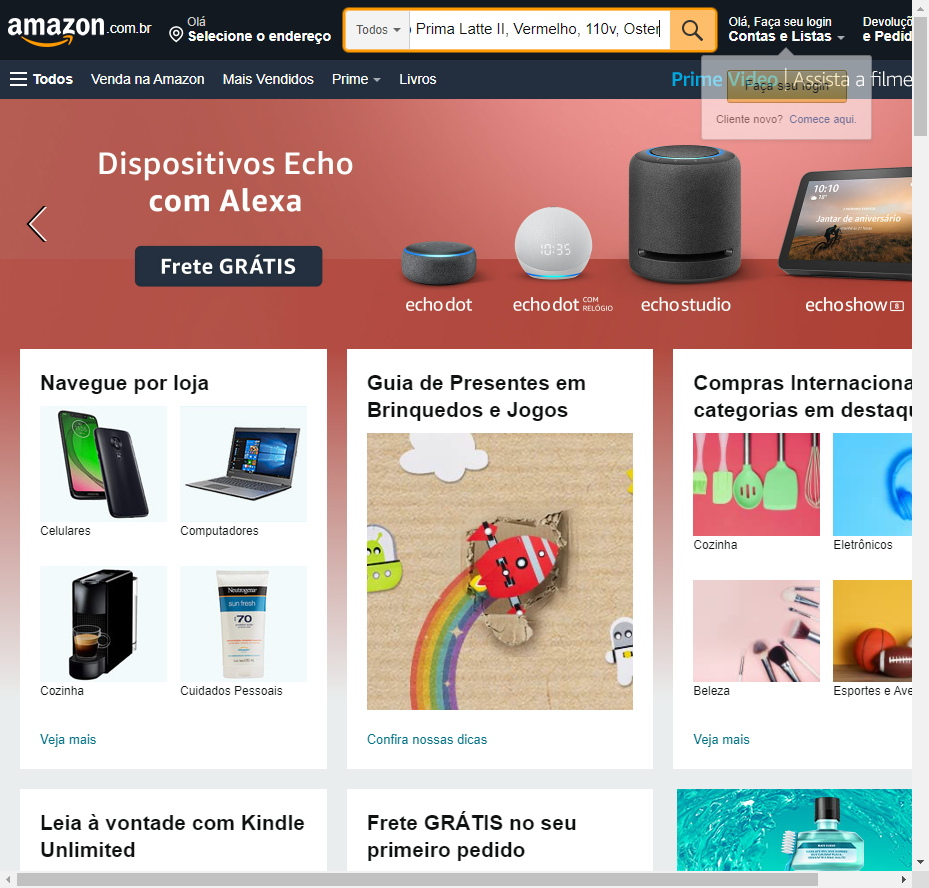 amazon.com.br
Olá
Selecione o endereço
Todos
Prima Latte II, Vermelho, 110v, Oster
Olá, Faça seu login
Contas e Listas
Devoluçõ
e Pedid
Todos
Venda na Amazon
Mais Vendidos
Prime
Livros
Prime Video | Assista a filme
Faça seu login
Cliente novo? Comece aqui.
Dispositivos Echo
com Alexa
Frete GRÁTIS
10:35
10:10
18°
Jantar de aniversário
echo dot
echo dot COM RELÓGIO
echo studio
echo show 8
Navegue por loja
Celulares
Computadores
Cozinha
Neutrogena
sun fresh
70
Cuidados Pessoais
Veja mais
Guia de Presentes em
Brinquedos e Jogos
Confira nossas dicas
Compras Internaciona
categorias em destaqu
Cozinha
Eletrônicos
Beleza
Esportes e Ave
Veja mais
Leia à vontade com Kindle
Unlimited
Frete GRÁTIS no seu
primeiro pedido